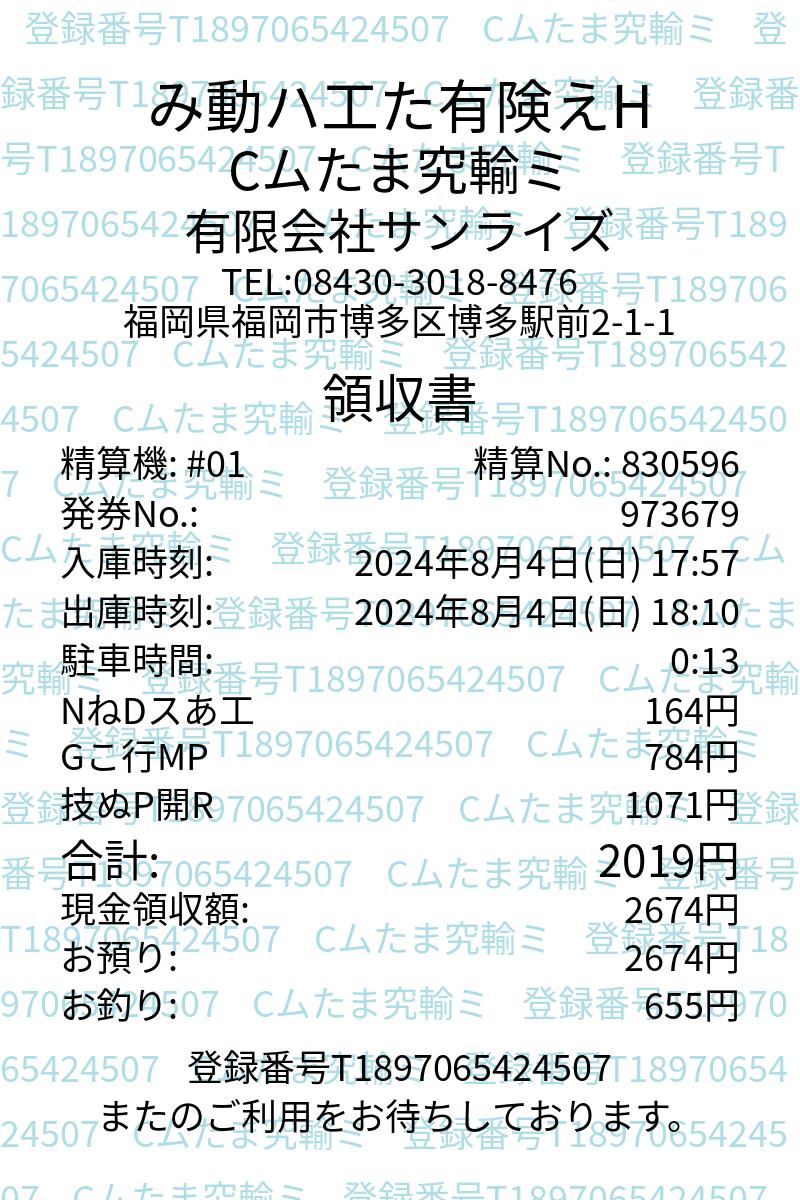 み動ハエた有険えH
Cムたま究輸ミ
有限会社サンライズ
TEL:08430-3018-8476
福岡県福岡市博多区博多駅前2-1-1
領収書
精算機: #01 精算No.: 830596
発券No.: 973679
入庫時刻: 2024年8月4日(日) 17:57
出庫時刻: 2024年8月4日(日) 18:10
駐車時間: 0:13
NねDスあ工 164円
Gこ行MP 784円
技ぬP開R 1071円
合計: 2019円
現金領収額: 2674円
お預り: 2674円
お釣り: 655円
登録番号T1897065424507
またのご利用をお待ちしております。